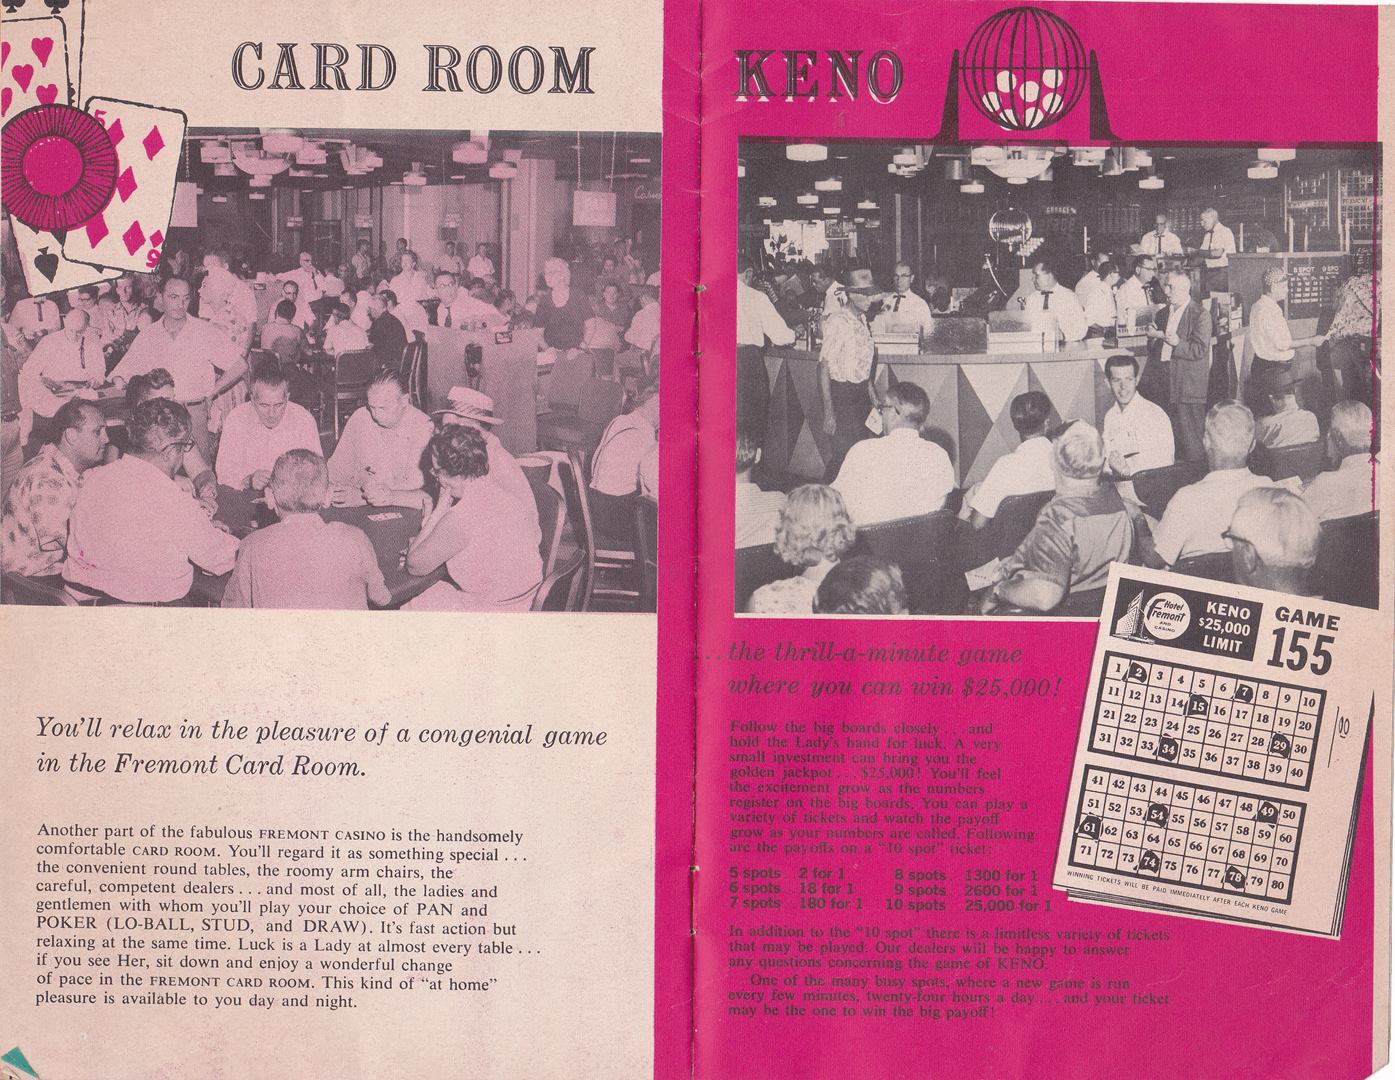 CARD ROOM
You'll relax in the pleasure of a congenial game
in the Fremont Card Room.
Another part of the fabulous FREMONT CASINO is the handsomely
comfortable CARD ROOM. You'll regard it as something special . . .
the convenient round tables, the roomy arm chairs, the
careful, competent dealers . . . and most of all, the ladies and
gentlemen with whom you'll play your choice of PAN and
POKER (LO-BALL, STUD, and DRAW). It's fast action but
relaxing at the same time. Luck is a Lady at almost every table . . .
if you see Her, sit down and enjoy a wonderful change
of pace in the FREMONT CARD ROOM. This kind of "at home"
pleasure is available to you day and night.
KENO
8 SPOT 9 SPO
. . . the thrill-a-minute game
where you can win $25,000!
Follow the big boards closely . . . and
hold the Lady's hand for luck. A very
small investment can bring you the
golden jackpot . . . $25,000! You'll feel
the excitement grow as the numbers
register on the big boards. You can play a
variety of tickets and watch the payoff
grow as your numbers are called. Following
are the payoffs on a "10 spot" ticket:
5 spots 2 for 1 8 spots 1300 for 1
6 spots 18 for 1 9 spots 2600 for 1
7 spots 180 for 1 10 spots 25,000 for 1
In addition to the "10 spot" there is a limitless variety of tickets
that may be played. Our dealers will be happy to answer
any questions concerning the game of KENO.
One of the many busy spots, where a new game is run
every few minutes, twenty-four hours a day . . . and your ticket
may be the one to win the big payoff!
Hotel Fremont AND CASINO
KENO
$25,000
LIMIT
GAME
155
1 2 3 4 5 6 7 8 9 10
11 12 13 14 15 16 17 18 19 20
21 22 23 24 25 26 27 28 29 30
31 32 33 34 35 36 37 38 39 40
41 42 43 44 45 46 47 48 49 50
51 52 53 54 55 56 57 58 59 60
61 62 63 64 65 66 67 68 69 70
71 72 73 74 75 76 77 78 79 80
WINNING TICKETS WILL BE PAID IMMEDIATELY AFTER EACH KENO GAME